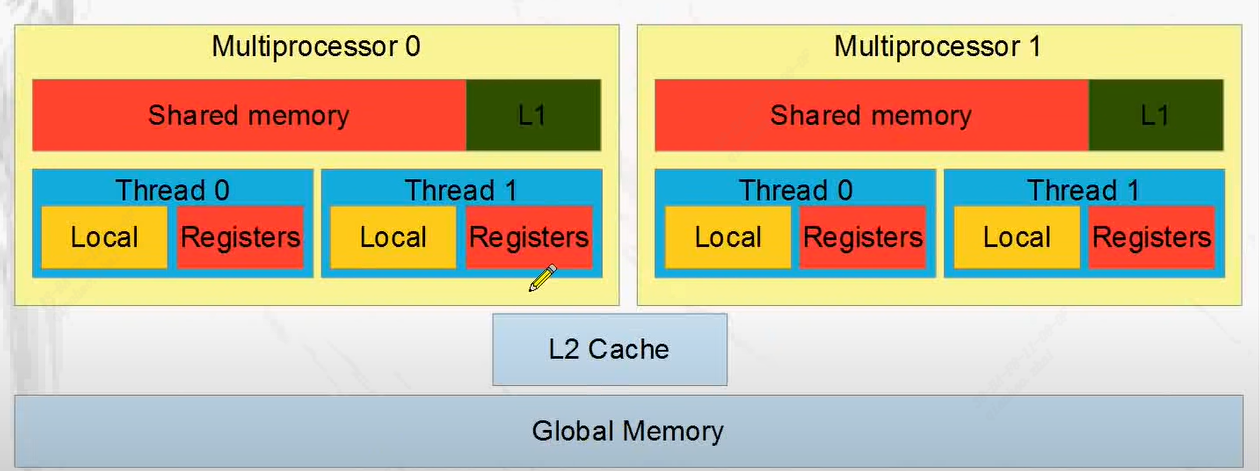 Multiprocessor 0
Shared memory
L1
Thread 0
Local
Registers
Thread 1
Local
Registers
Multiprocessor 1
Shared memory
L1
Thread 0
Local
Registers
Thread 1
Local
Registers
L2 Cache
Global Memory